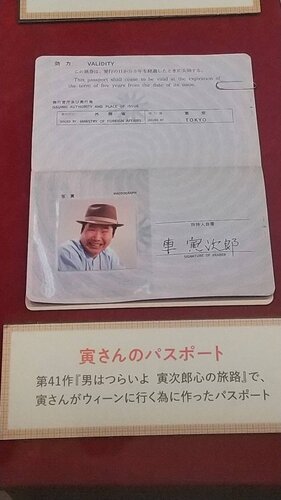 効 力 VALIDITY
この旅券は、発行の日から5年を経過したときに失効する。
This passport shall cease to be valid at the expiration of
the term of five years from the date of its issue.
発行官庁及び発行地
ISSUING AUTHORITY AND PLACE OF ISSUE
外 務 省
東 京
ISSUED BY MINISTRY OF FOREIGN AFFAIRS
TOKYO
写 真 PHOTOGRAPH
所持人自署
車 寅次郎
SIGNATURE OF BEARER
寅さんのパスポート
第41作『男はつらいよ 寅次郎心の旅路』で、
寅さんがウィーンに行く為に作ったパスポート